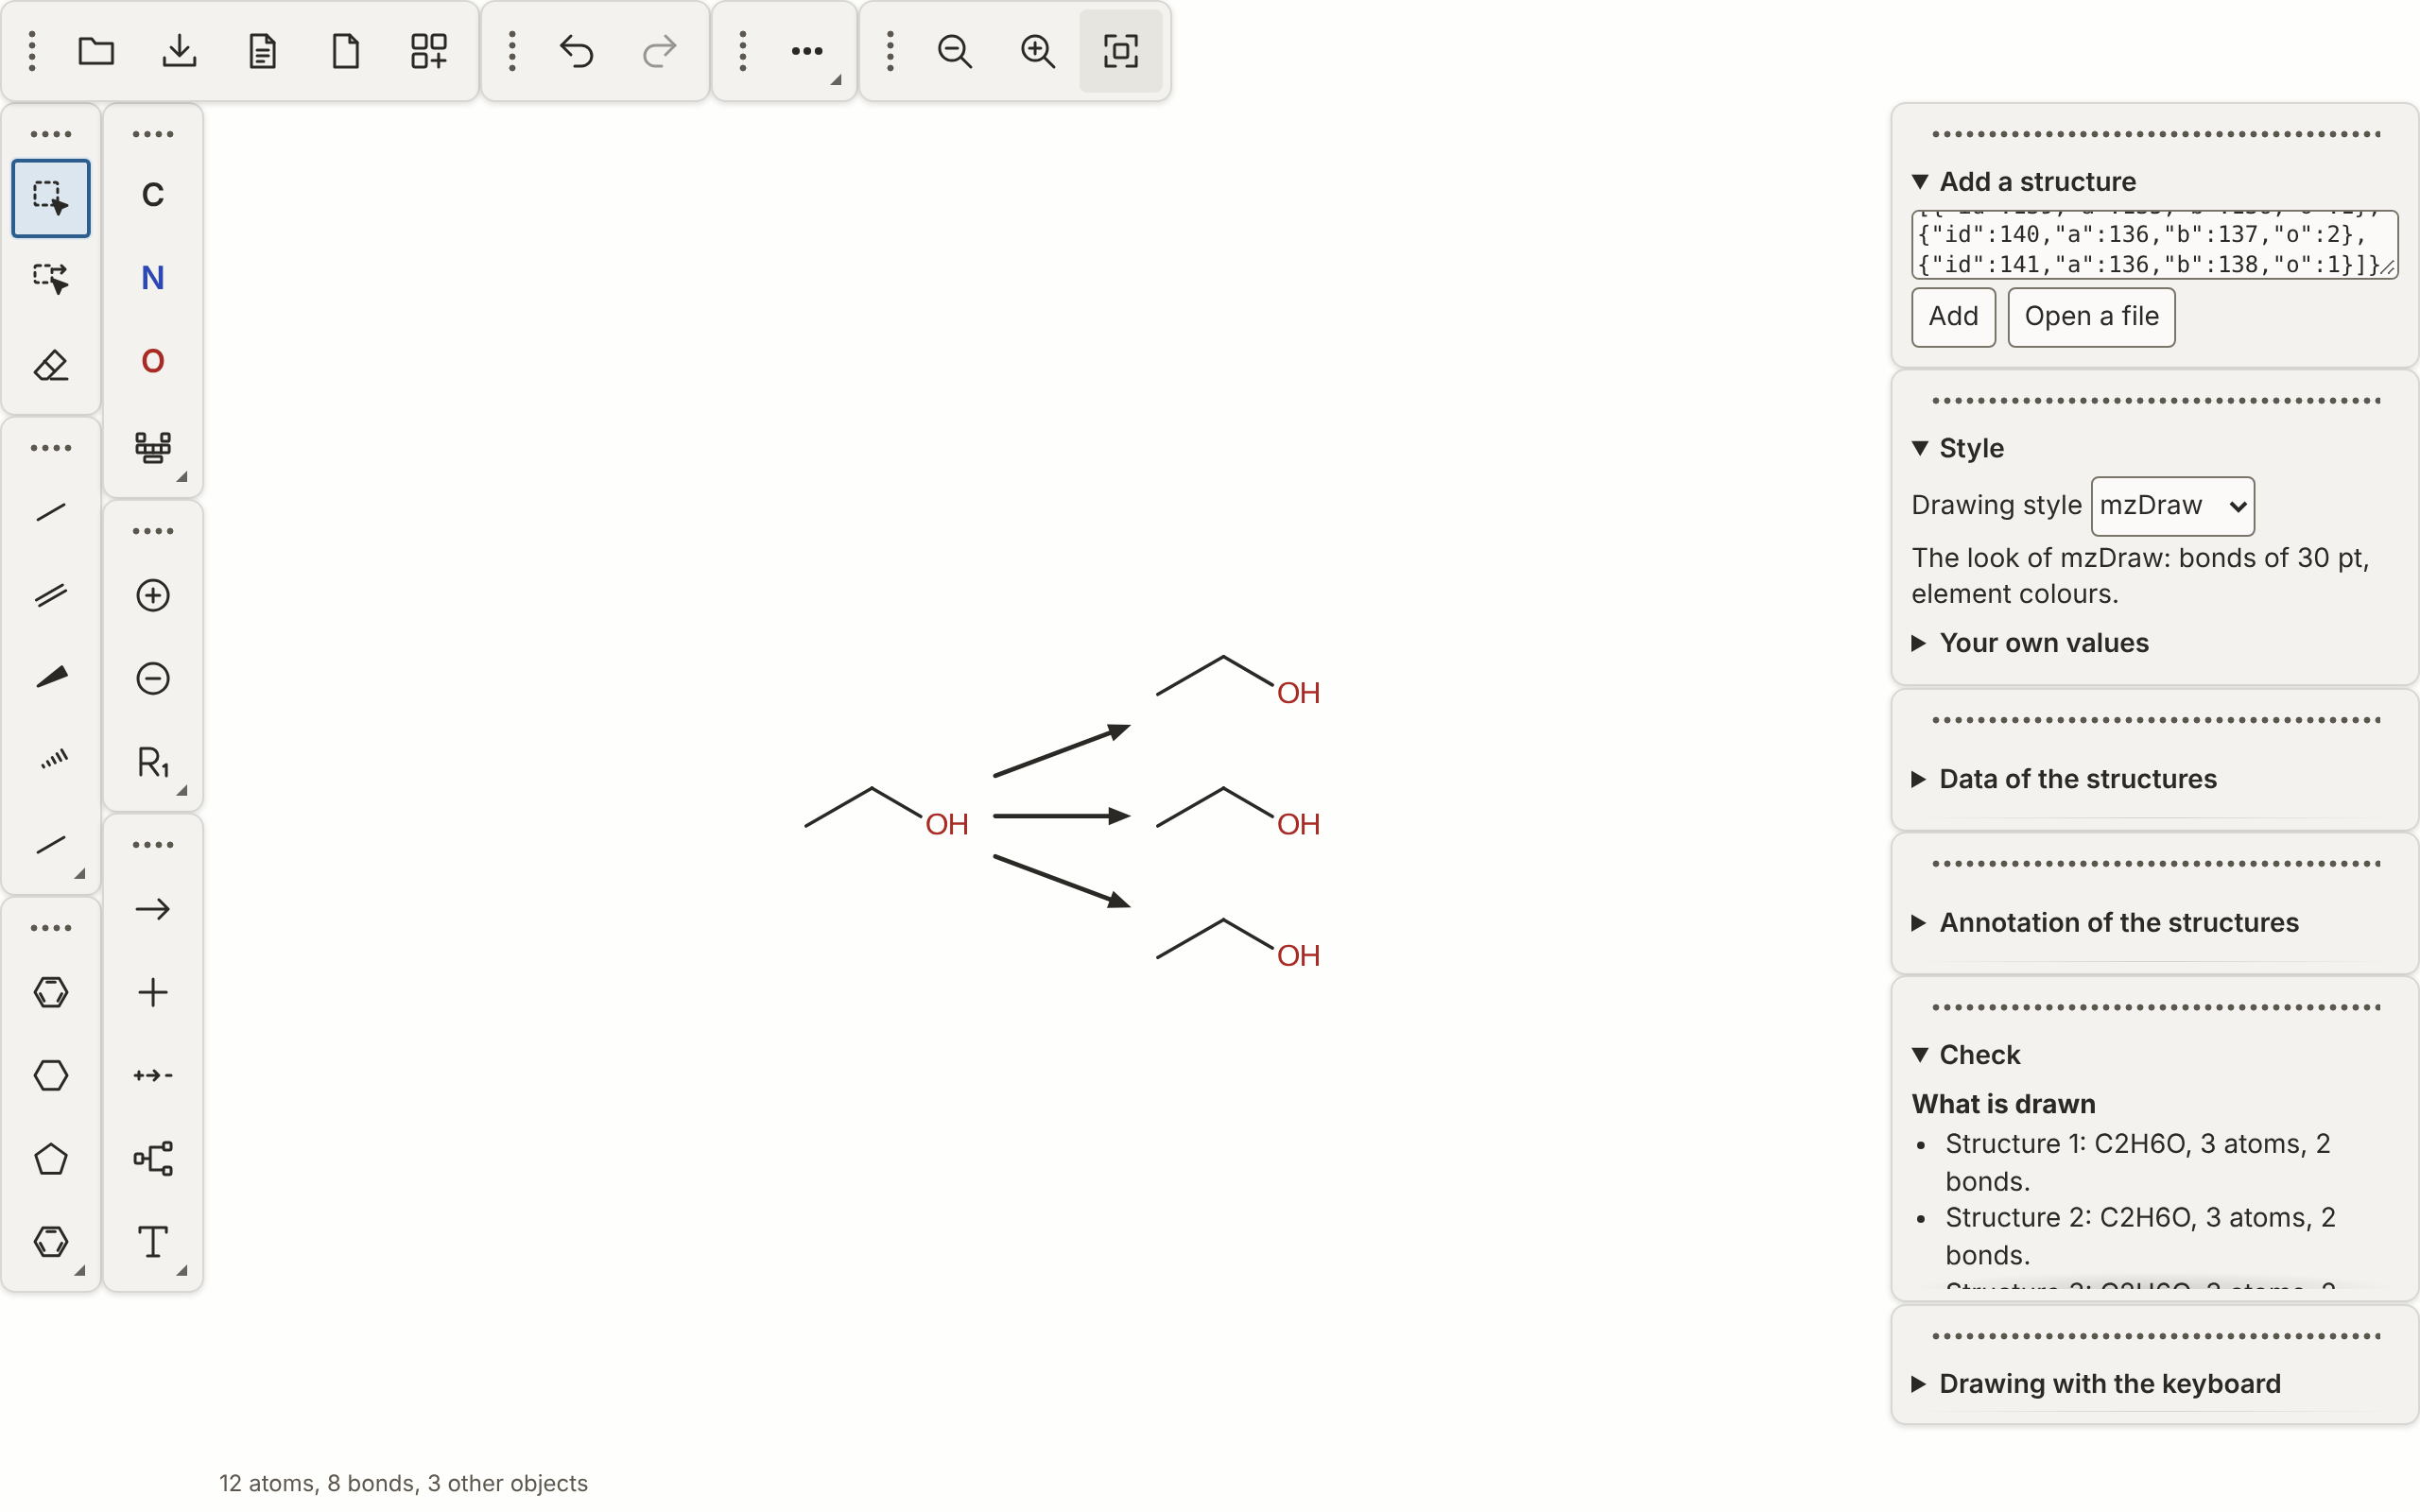 C
N
O
R1
Add a structure
{"id":140,"a":136,"b":137,"o":2},
{"id":141,"a":136,"b":138,"o":1}]}
Add
Open a file
Style
Drawing style
mzDraw
The look of mzDraw: bonds of 30 pt,
element colours.
Your own values
Data of the structures
Annotation of the structures
Check
What is drawn
Structure 1: C2H6O, 3 atoms, 2
bonds.
Structure 2: C2H6O, 3 atoms, 2
bonds.
Drawing with the keyboard
OH
OH
OH
OH
T
12 atoms, 8 bonds, 3 other objects